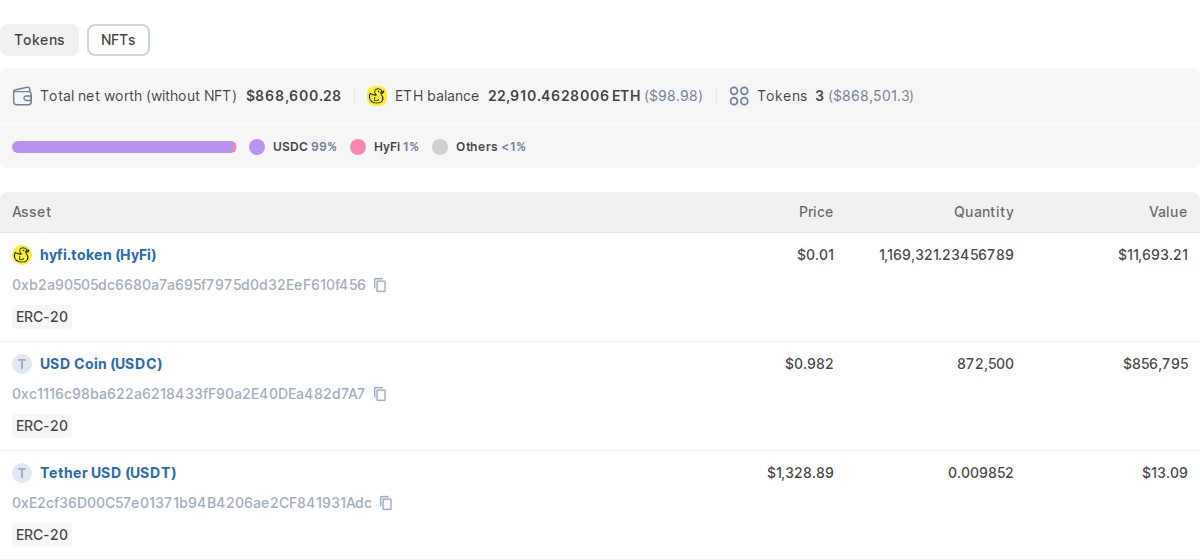 Tokens NFTs
Total net worth (without NFT) $868,600.28 ETH balance 22,910.4628006 ETH ($98.98) Tokens 3 ($868,501.3)
USDC 99% HyFi 1% Others <1%
Asset Price Quantity Value
hyfi.token (HyFi) $0.01 1,169,321.23456789 $11,693.21
0xb2a90505dc6680a7a695f7975d0d32EeF610f456
ERC-20
T USD Coin (USDC) $0.982 872,500 $856,795
0xc1116c98ba622a6218433fF90a2E40DEa482d7A7
ERC-20
T Tether USD (USDT) $1,328.89 0.009852 $13.09
0xE2cf36D00C57e01371b94B4206ae2CF841931Adc
ERC-20